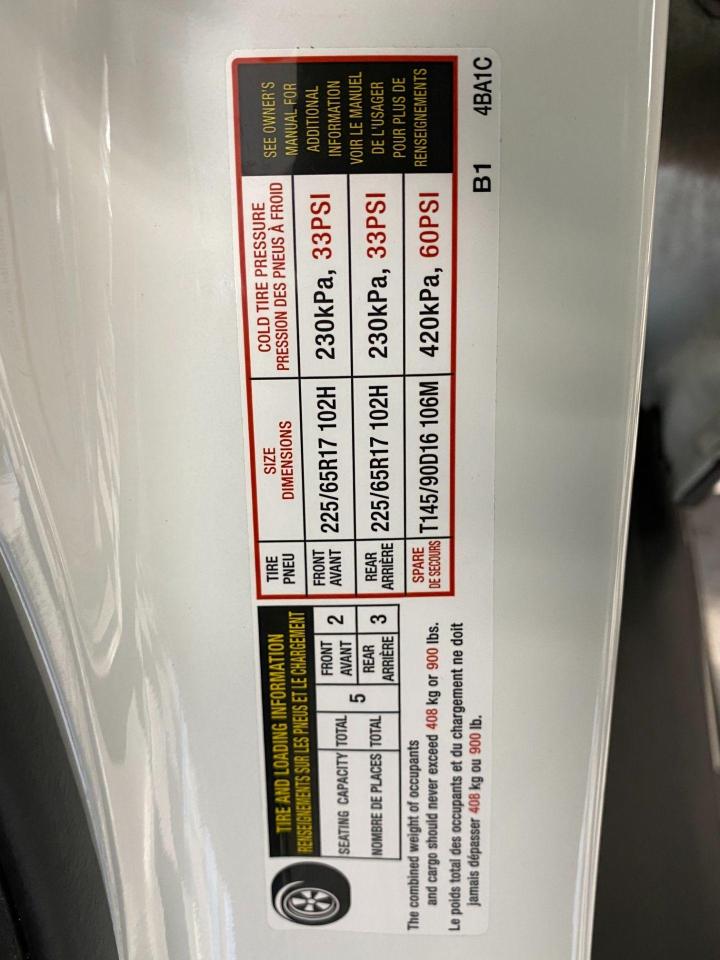 TIRE AND LOADING INFORMATION
RENSEIGNEMENTS SUR LES PNEUS ET LE CHARGEMENT
SEATING CAPACITY TOTAL 5 FRONT AVANT 2
NOMBRE DE PLACES TOTAL REAR ARRIÈRE 3
The combined weight of occupants
and cargo should never exceed 408 kg or 900 lbs.
Le poids total des occupants et du chargement ne doit
jamais dépasser 408 kg ou 900 lb.
TIRE SIZE COLD TIRE PRESSURE
PNEU DIMENSIONS PRESSION DES PNEUS À FROID
FRONT
AVANT 225/65R17 102H 230kPa, 33PSI
REAR
ARRIÈRE 225/65R17 102H 230kPa, 33PSI
SPARE
DE SECOURS T145/90D16 106M 420kPa, 60PSI
SEE OWNER'S
MANUAL FOR
ADDITIONAL
INFORMATION
VOIR LE MANUEL
DE L'USAGER
POUR PLUS DE
RENSEIGNEMENTS
B1 4BA1C